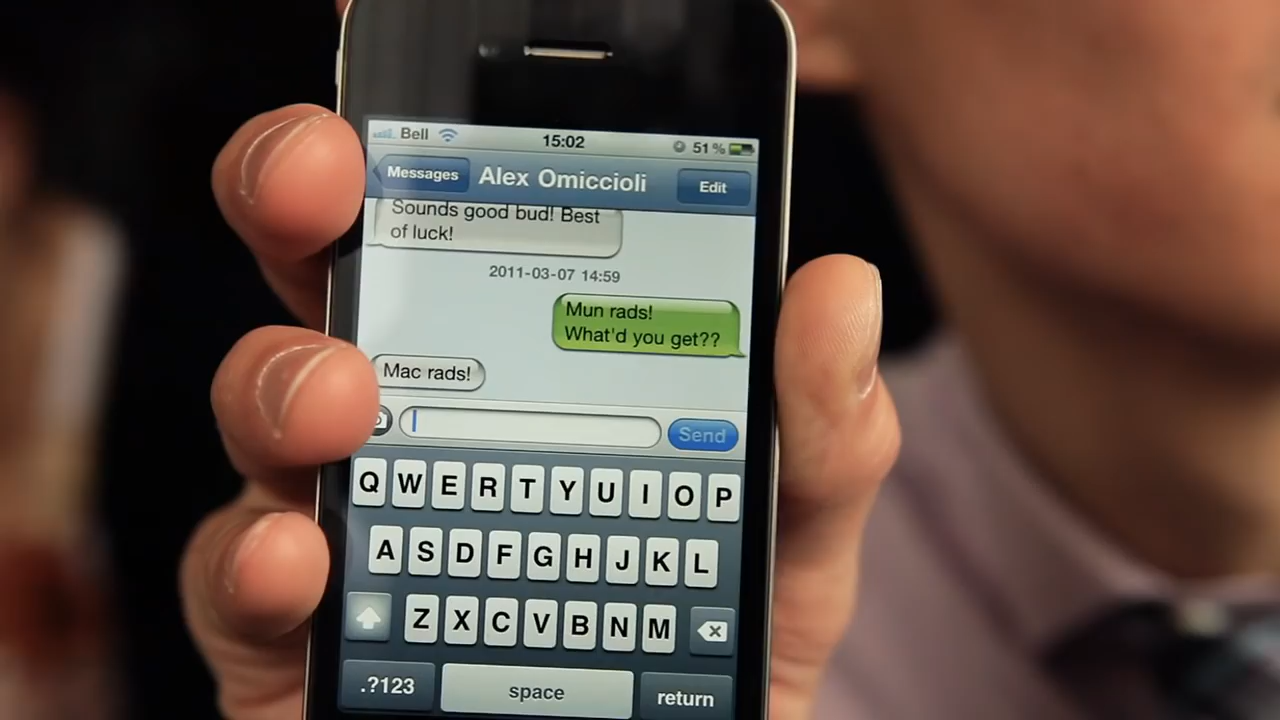 Bell 15:02 51%
Messages Alex Omiccioli Edit
Sounds good bud! Best
of luck!
2011-03-07 14:59
Mun rads!
What'd you get??
Mac rads!
Send
Q W E R T Y U I O P
A S D F G H J K L
Z X C V B N M
.?123 space return